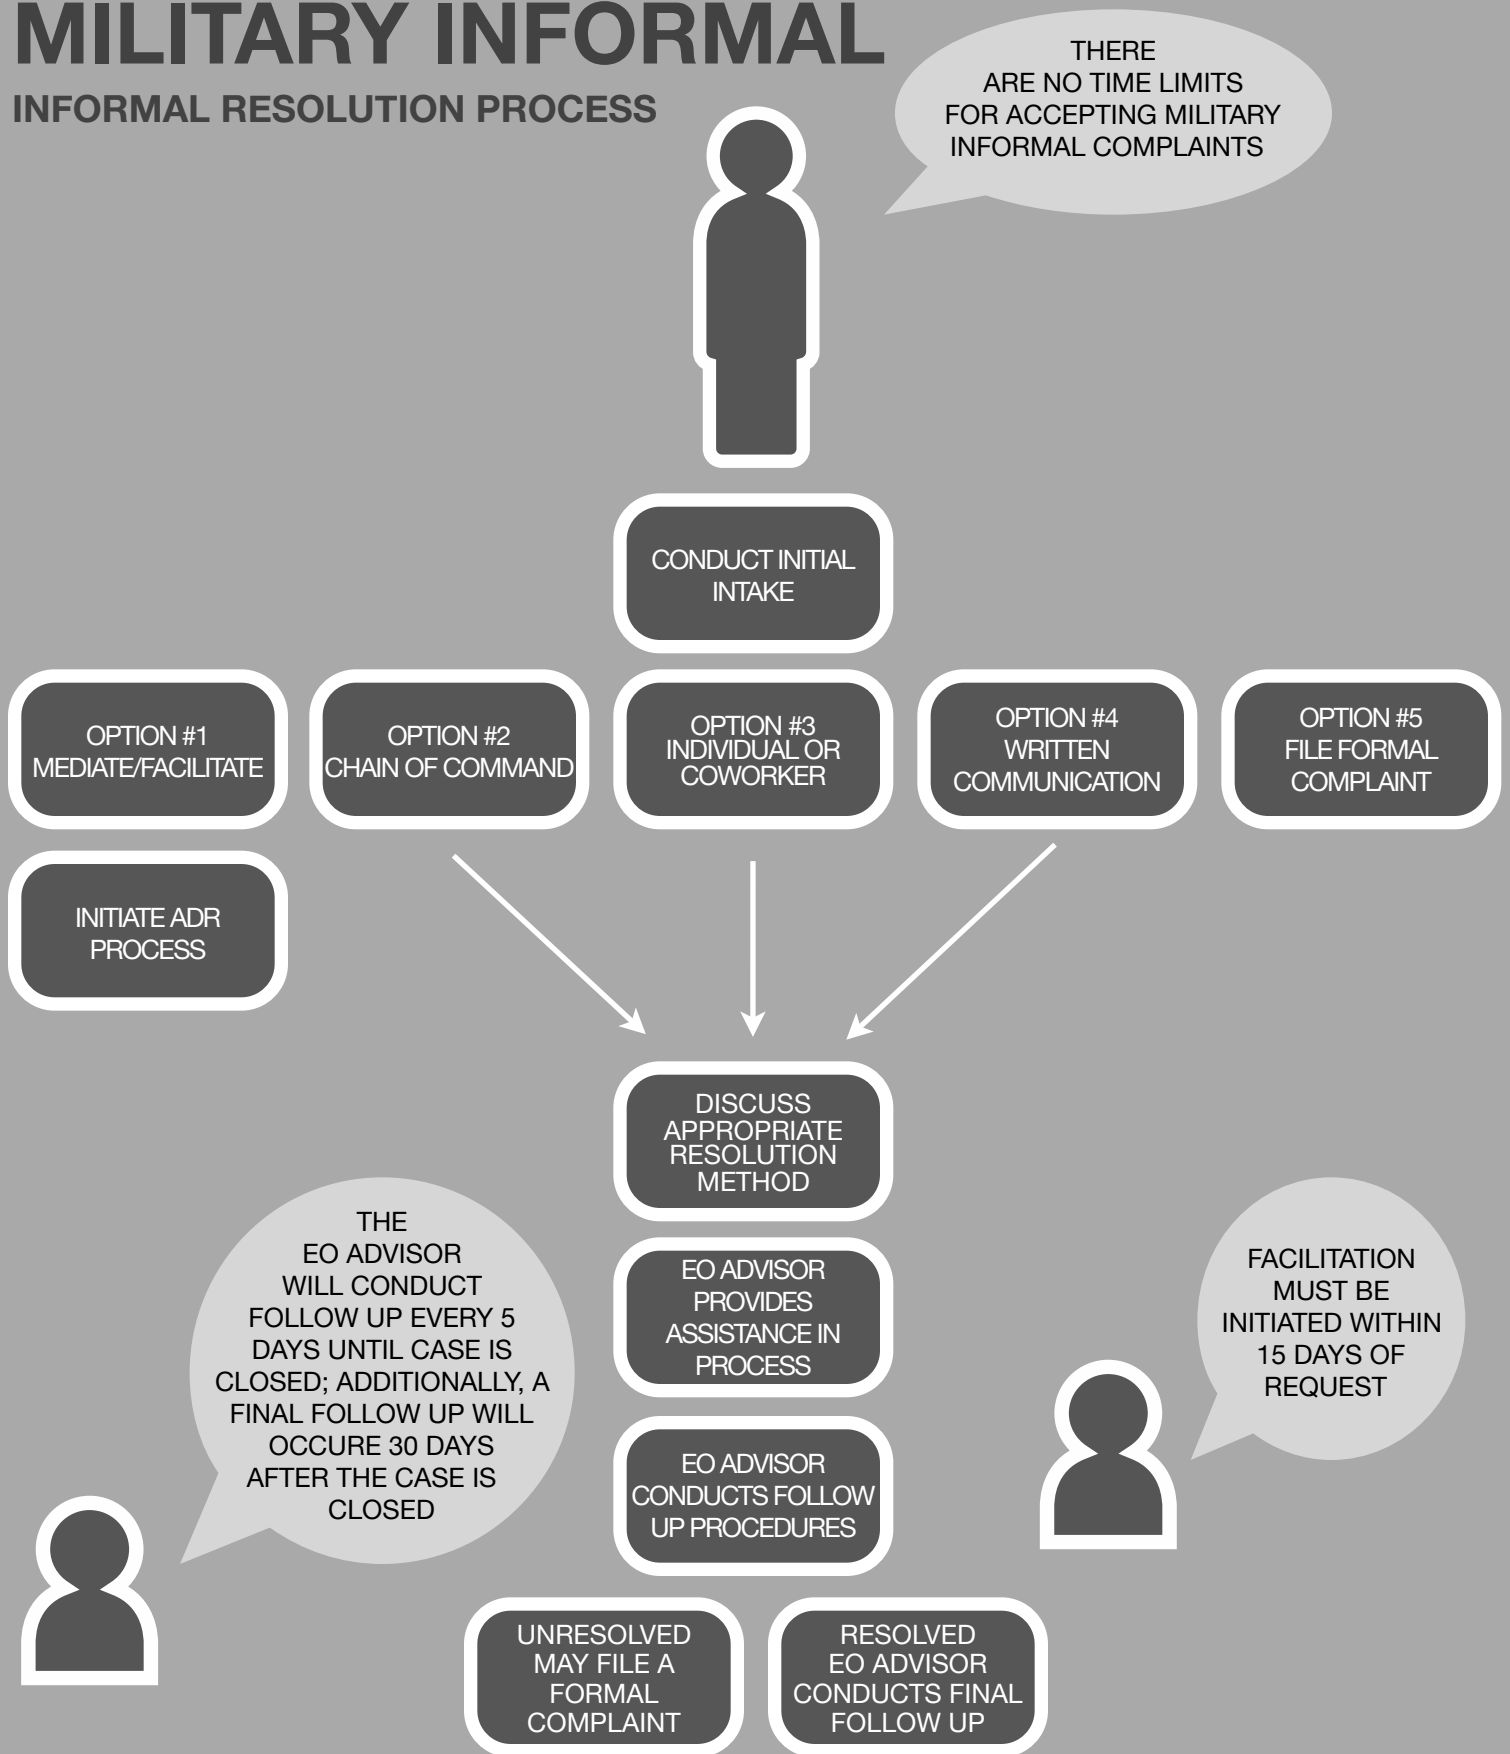 MILITARY INFORMAL
INFORMAL RESOLUTION PROCESS
THERE
ARE NO TIME LIMITS
FOR ACCEPTING MILITARY
INFORMAL COMPLAINTS
CONDUCT INITIAL
INTAKE
OPTION #1
MEDIATE/FACILITATE
OPTION #2
CHAIN OF COMMAND
OPTION #3
INDIVIDUAL OR
COWORKER
OPTION #4
WRITTEN
COMMUNICATION
OPTION #5
FILE FORMAL
COMPLAINT
INITIATE ADR
PROCESS
DISCUSS
APPROPRIATE
RESOLUTION
METHOD
THE
EO ADVISOR
WILL CONDUCT
FOLLOW UP EVERY 5
DAYS UNTIL CASE IS
CLOSED; ADDITIONALLY, A
FINAL FOLLOW UP WILL
OCCURE 30 DAYS
AFTER THE CASE IS
CLOSED
EO ADVISOR
PROVIDES
ASSISTANCE IN
PROCESS
FACILITATION
MUST BE
INITIATED WITHIN
15 DAYS OF
REQUEST
EO ADVISOR
CONDUCTS FOLLOW
UP PROCEDURES
UNRESOLVED
MAY FILE A
FORMAL
COMPLAINT
RESOLVED
EO ADVISOR
CONDUCTS FINAL
FOLLOW UP